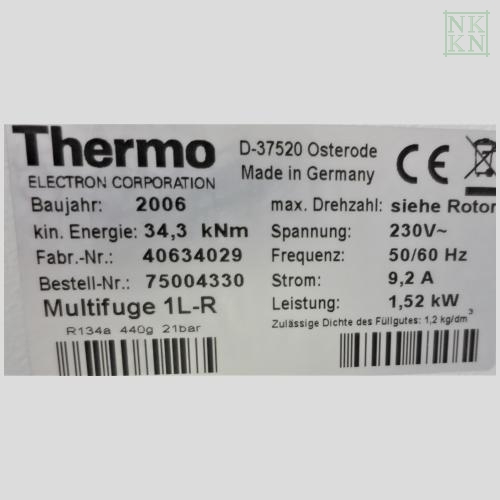 NK
KN
Thermo
ELECTRON CORPORATION
Baujahr: 2006
kin. Energie: 34,3 kNm
Fabr.-Nr.: 40634029
Bestell-Nr.: 75004330
Multifuge 1L-R
R134a 440g 21bar
D-37520 Osterode
Made in Germany
CE
max. Drehzahl: siehe Rotor
Spannung: 230V~
Frequenz: 50/60 Hz
Strom: 9,2 A
Leistung: 1,52 kW
Zulässige Dichte des Füllgutes: 1,2 kg/dm³